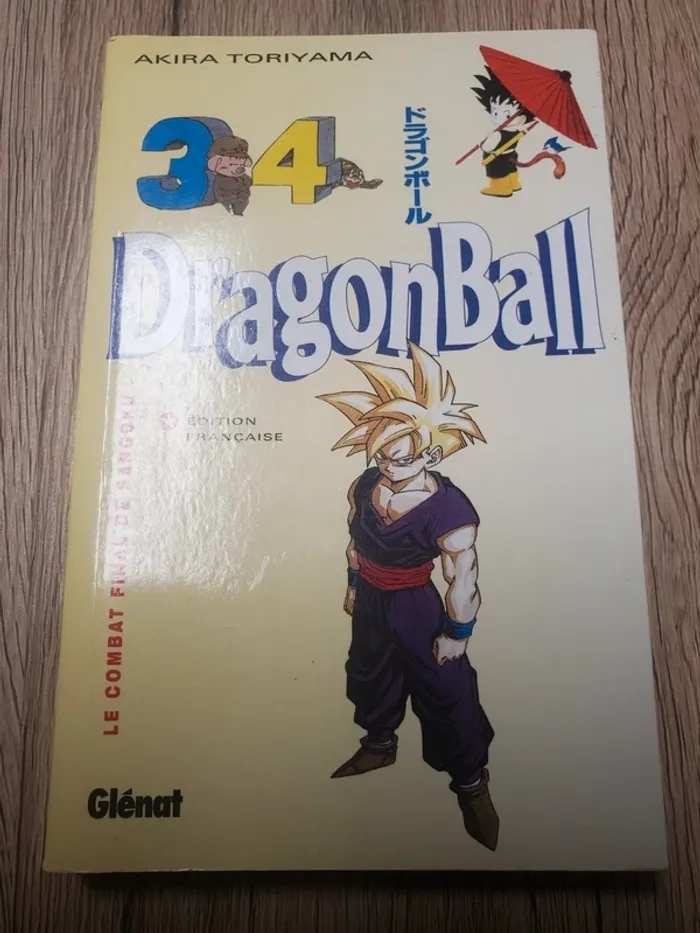 AKIRA TORIYAMA
34
ドラゴンボール
DragonBall
ÉDITION
FRANÇAISE
LE COMBAT FINAL DE SANGOKU
Glénat